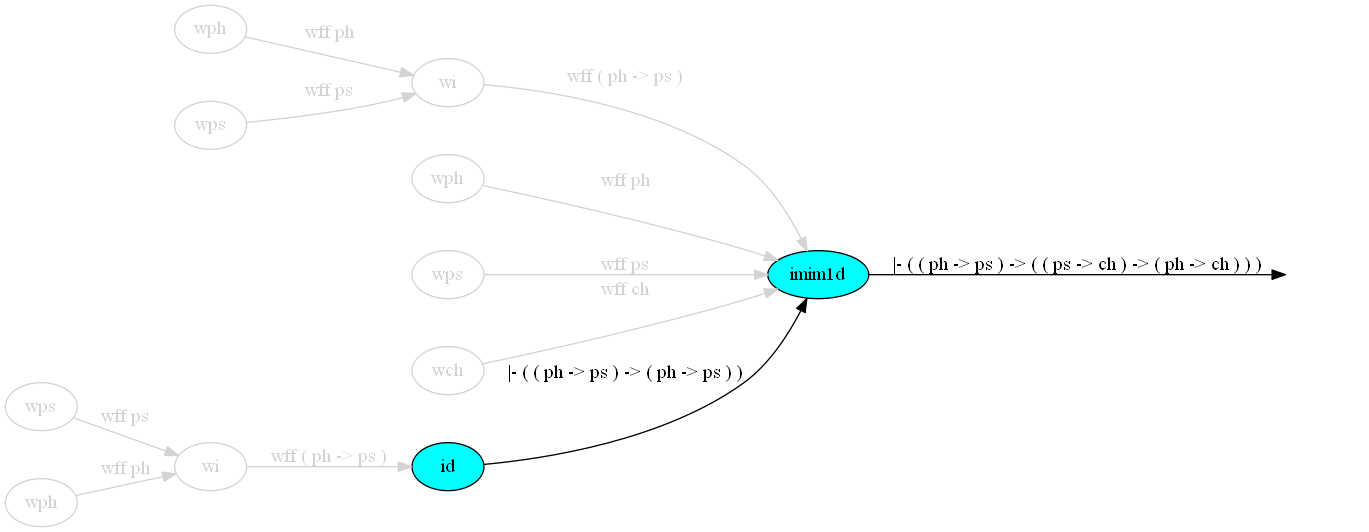 wph
wff ph
wi
wff ( ph -> ps )
wff ps
wps
wph
wff ph
wps
wff ps
imim1d
|- ( ( ph -> ps ) -> ( ( ps -> ch ) -> ( ph -> ch ) ) )
wff ch
wch
|- ( ( ph -> ps ) -> ( ph -> ps ) )
wps
wff ps
wi
wff ( ph -> ps )
id
wff ph
wph